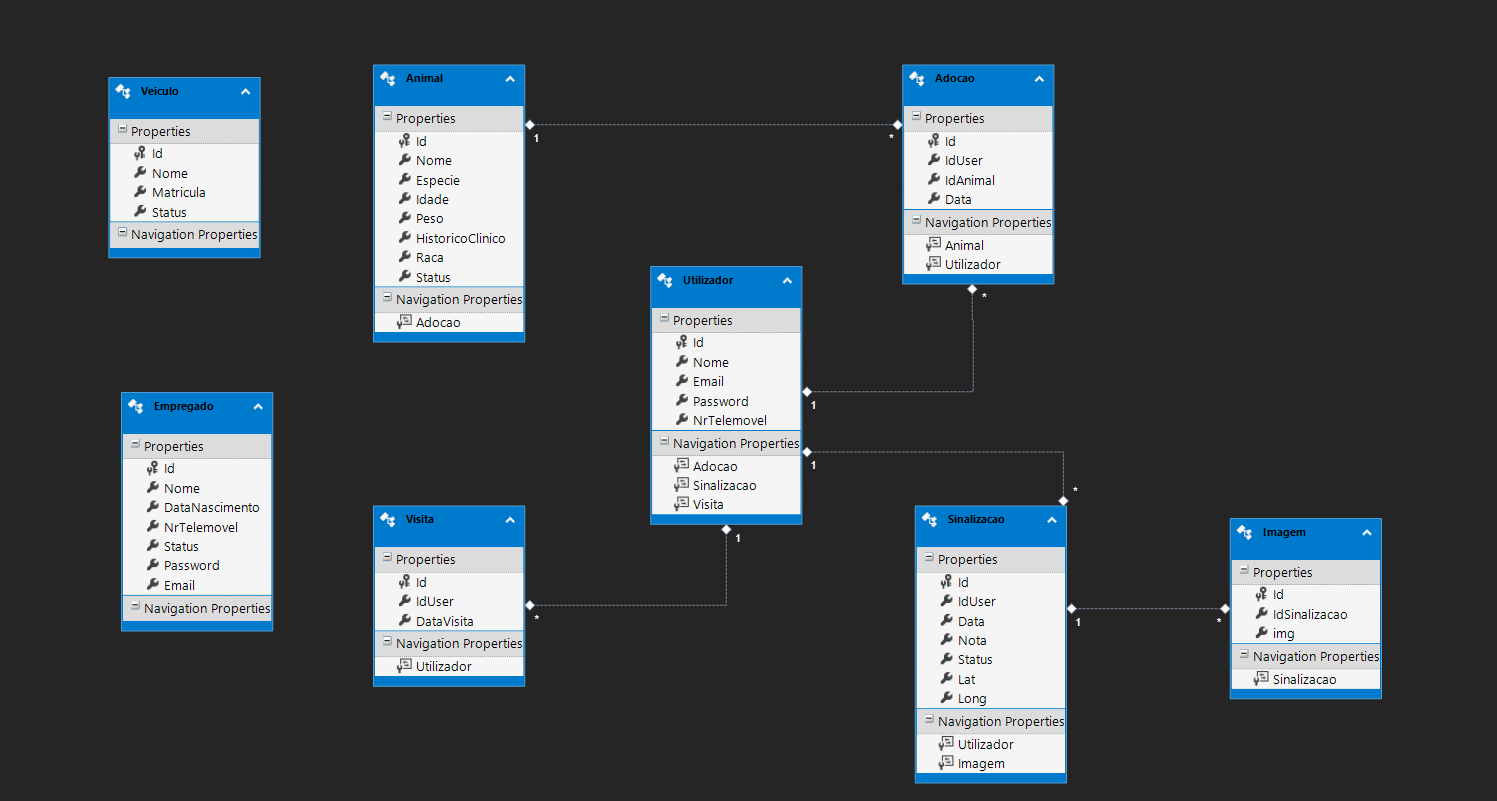 Veiculo
Properties
Id
Nome
Matricula
Status
Navigation Properties
Animal
Properties
Id
Nome
Especie
Idade
Peso
HistoricoClinico
Raca
Status
Navigation Properties
Adocao
1
*
Adocao
Properties
Id
IdUser
IdAnimal
Data
Navigation Properties
Animal
Utilizador
*
Utilizador
Properties
Id
Nome
Email
Password
NrTelemovel
Navigation Properties
Adocao
Sinalizacao
Visita
1
1
1
Empregado
Properties
Id
Nome
DataNascimento
NrTelemovel
Status
Password
Email
Navigation Properties
Visita
Properties
Id
IdUser
DataVisita
Navigation Properties
Utilizador
*
*
Sinalizacao
Properties
Id
IdUser
Data
Nota
Status
Lat
Long
Navigation Properties
Utilizador
Imagem
1
*
Imagem
Properties
Id
IdSinalizacao
img
Navigation Properties
Sinalizacao